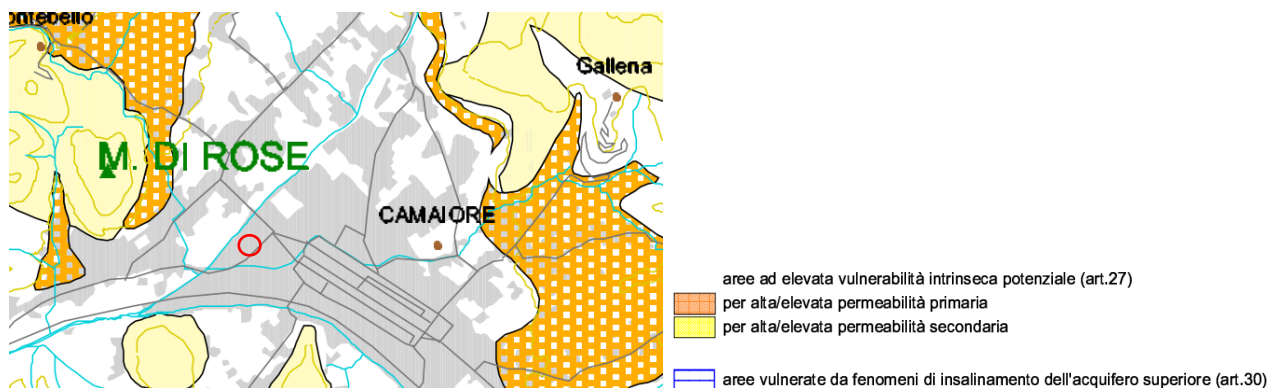 ontebello
Gallena
M. DI ROSE
CAMAIORE
aree ad elevata vulnerabilità intrinseca potenziale (art.27)
per alta/elevata permeabilità primaria
per alta/elevata permeabilità secondaria
aree vulnerate da fenomeni di insalinamento dell'acquifero superiore (art.30)